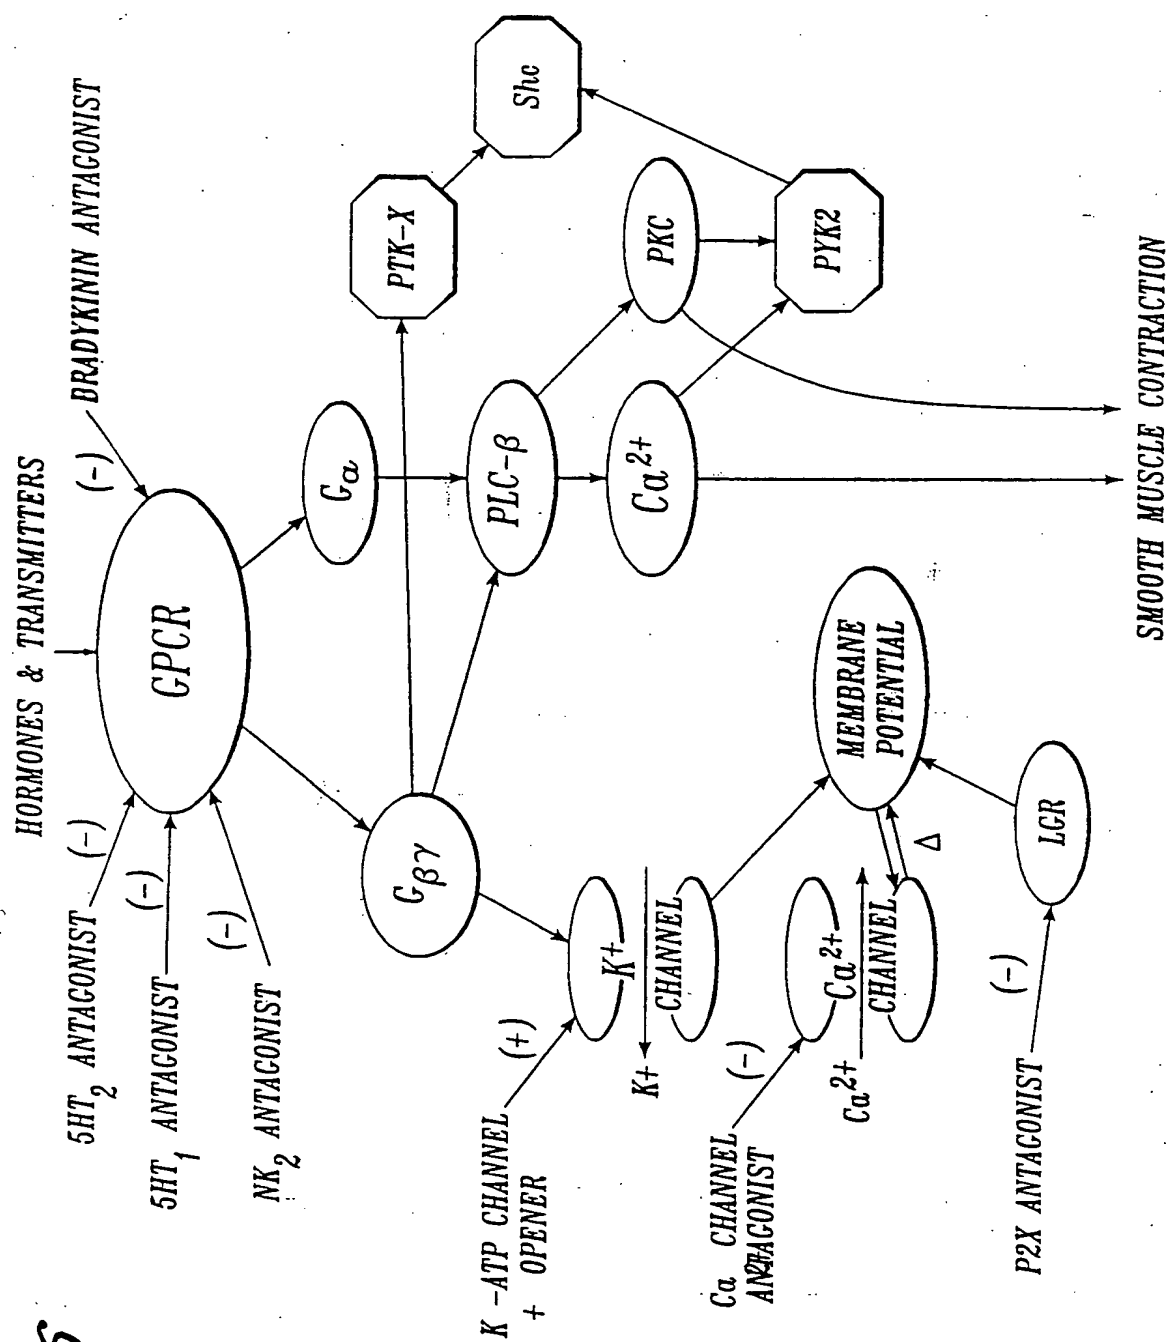 HORMONES & TRANSMITTERS
5HT2 ANTAGONIST
(-)
5HT1 ANTAGONIST
(-)
NK2 ANTAGONIST
(-)
BRADYKININ ANTAGONIST
(-)
GPCR
Gβγ
Gα
PTK-X
Shc
PLC-β
PKC
Ca2+
PYK2
K -ATP CHANNEL
+ OPENER
(+)
K+
K+
CHANNEL
Ca CHANNEL
ANTAGONIST
(-)
Ca2+
Ca2+
CHANNEL
Δ
MEMBRANE
POTENTIAL
P2X ANTAGONIST
(-)
LGR
SMOOTH MUSCLE CONTRACTION